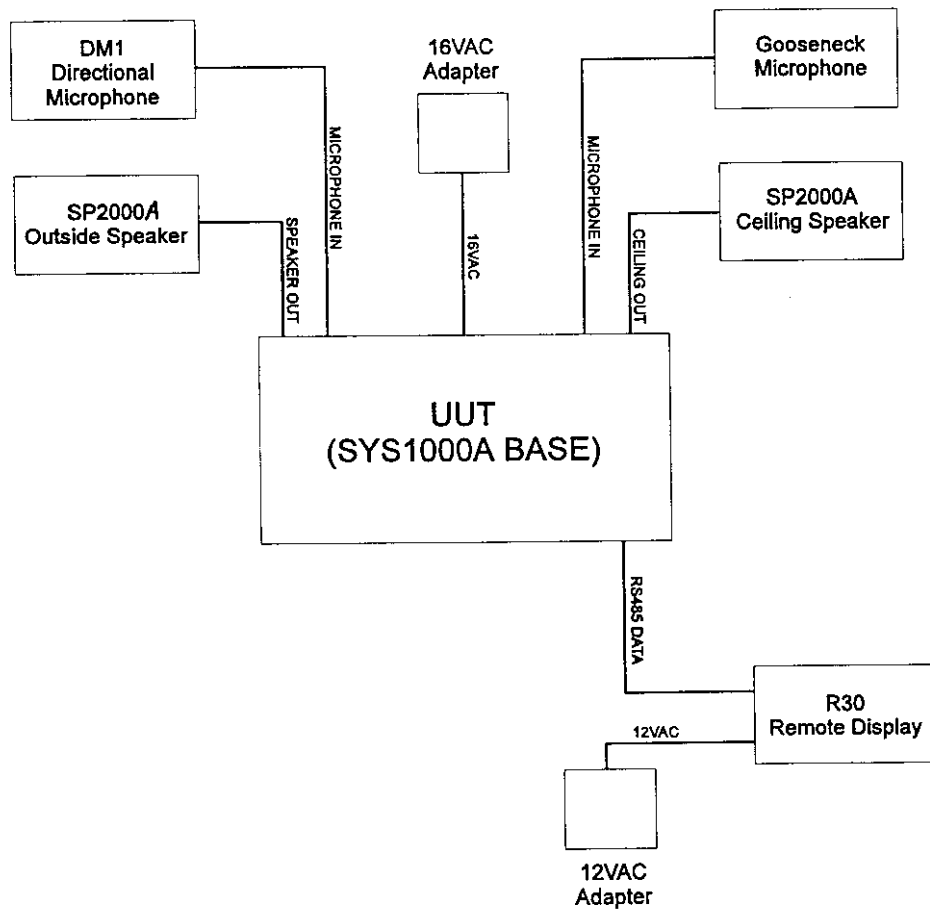 DM1
Directional
Microphone
16VAC
Adapter
Gooseneck
Microphone
SP2000A
Outside Speaker
SPEAKER OUT
MICROPHONE IN
16VAC
MICROPHONE IN
CEILING OUT
SP2000A
Ceiling Speaker
UUT
(SYS1000A BASE)
RS485 DATA
R30
Remote Display
12VAC
12VAC
Adapter